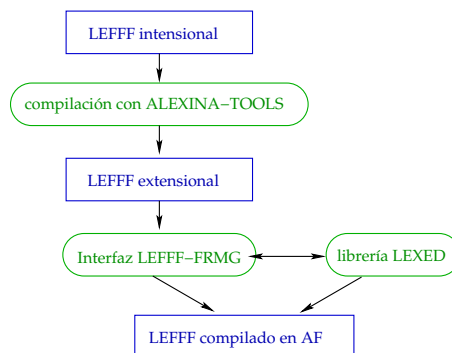 LEFFF intensional
compilación con ALEXINA−TOOLS
LEFFF extensional
Interfaz LEFFF−FRMG
librería LEXED
LEFFF compilado en AF